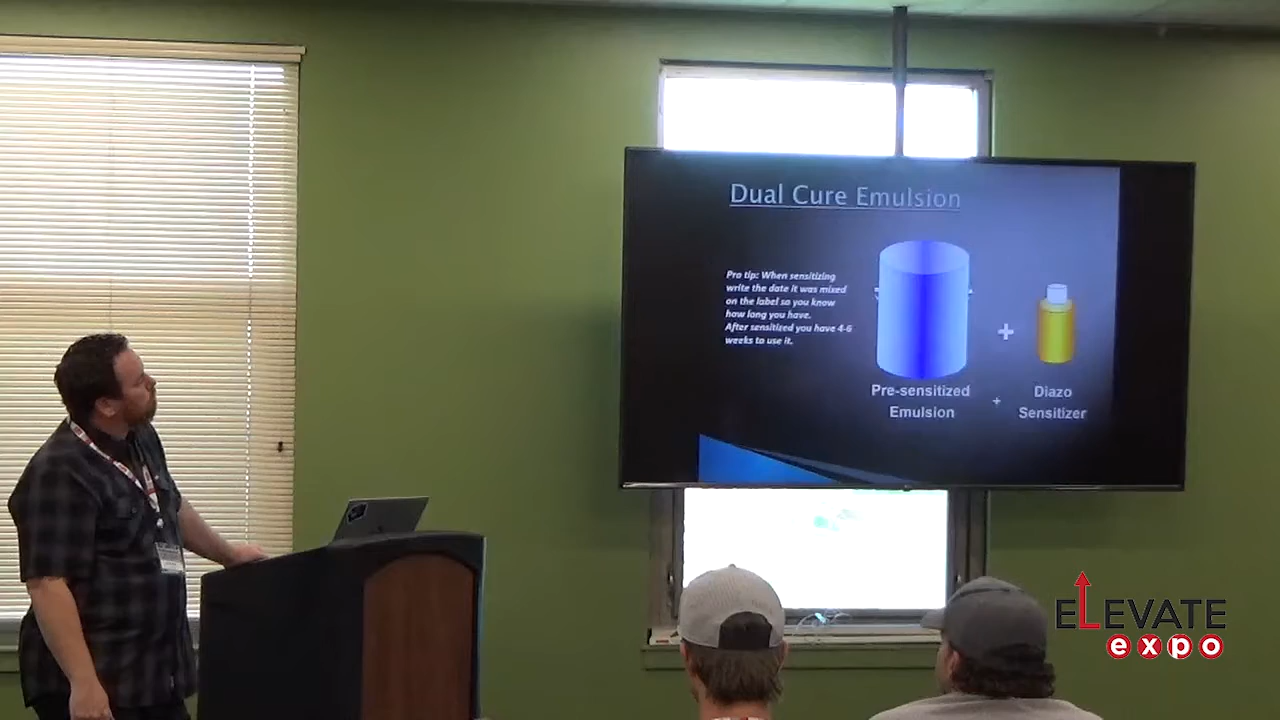 Dual Cure Emulsion
Pro tip: When sensitizing
write the date it was mixed
on the label so you know
how long you have.
After sensitized you have 4-6
weeks to use it.
+
Pre-sensitized
Emulsion
+
Diazo
Sensitizer
ELEVATE
expo